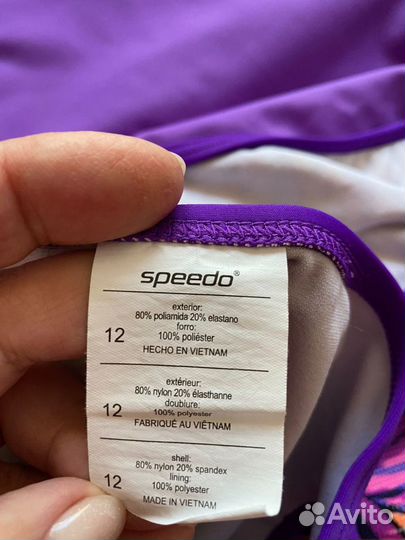 speedo®
exterior:
80% poliamida 20% elastano
forro:
100% poliéster
12
HECHO EN VIETNAM
extérieur:
80% nylon 20% élasthanne
doublure:
100% polyester
12
FABRIQUÉ AU VIÊTNAM
shell:
80% nylon 20% spandex
lining:
100% polyester
12
MADE IN VIETNAM
Avito